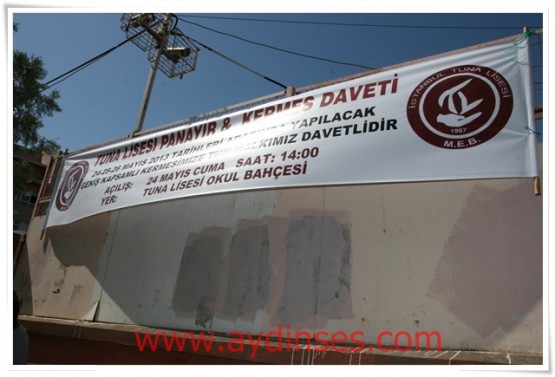 TUNA LİSESİ PANAYIR & KERMES DAVETİ
24-25-26 MAYIS 2013 TARİHLERİ ARASINDA YAPILACAK
GENİŞ KAPSAMLI KERMESİMİZE TÜM HALKIMIZ DAVETLİDİR
AÇILIŞ: 24 MAYIS CUMA SAAT: 14:00
YER: TUNA LİSESİ OKUL BAHÇESİ
İSTANBUL TUNA LİSESİ
1967
M.E.B.
www.aydinses.com